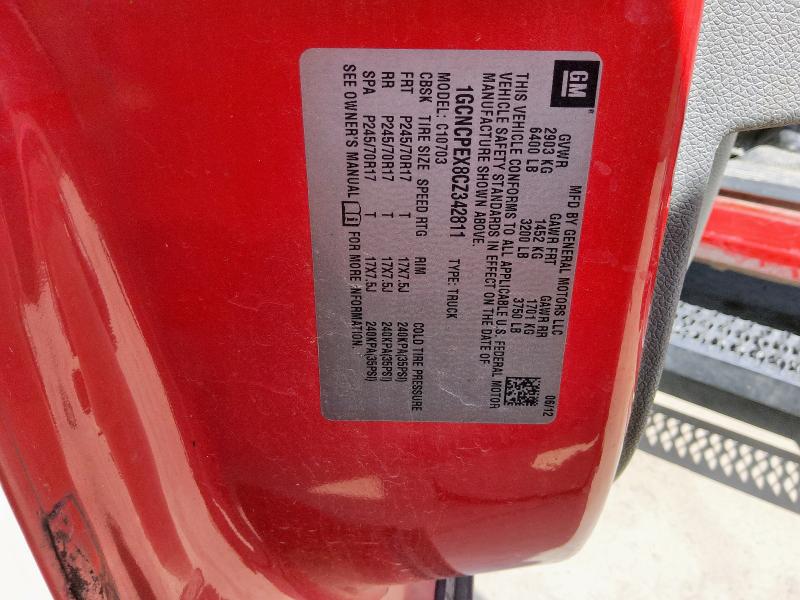 GM®
MFD BY GENERAL MOTORS LLC 06/12
GVWR GAWR FRT GAWR RR
2903 KG 1452 KG 1701 KG
6400 LB 3200 LB 3750 LB
THIS VEHICLE CONFORMS TO ALL APPLICABLE U.S. FEDERAL MOTOR
VEHICLE SAFETY STANDARDS IN EFFECT ON THE DATE OF
MANUFACTURE SHOWN ABOVE.
1GCNCPEX8CZ342811 TYPE: TRUCK
MODEL: C10703
CBSK TIRE SIZE SPEED RTG RIM COLD TIRE PRESSURE
FRT P245/70R17 T 17X7.5J 240KPA(35PSI)
RR P245/70R17 T 17X7.5J 240KPA(35PSI)
SPA P245/70R17 T 17X7.5J 240KPA(35PSI)
SEE OWNER'S MANUAL FOR MORE INFORMATION.